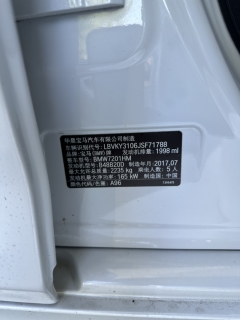 华晨宝马汽车有限公司制造
车辆识别代号: LBVKY3106JSF71788
发动机排量: 1998 ml
品牌: 宝马(BMW)牌
整车型号: BMW7201HM
发动机型号: B48B20D 制造年月: 2017.07
最大允许总质量: 2235 kg 乘坐人数: 5 人
发动机最大净功率: 165 kW 制造国: 中国
颜色代码/色署: A96